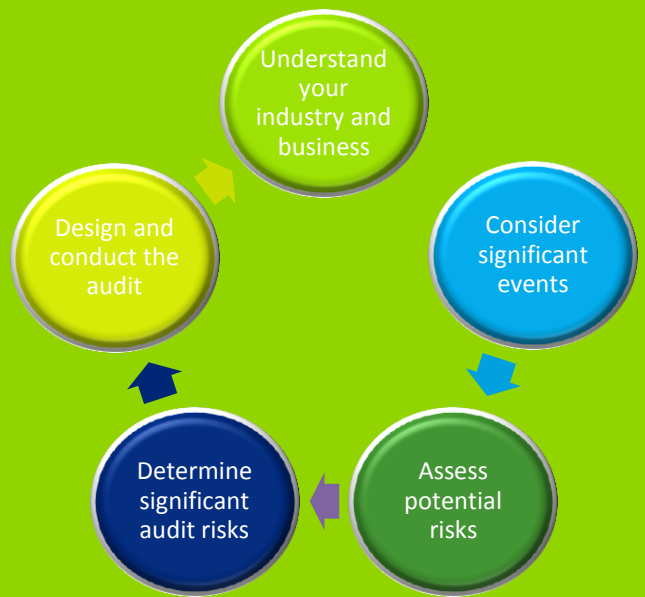 Understand
your
industry and
business
Consider
significant
events
Assess
potential
risks
Determine
significant
audit risks
Design and
conduct the
audit